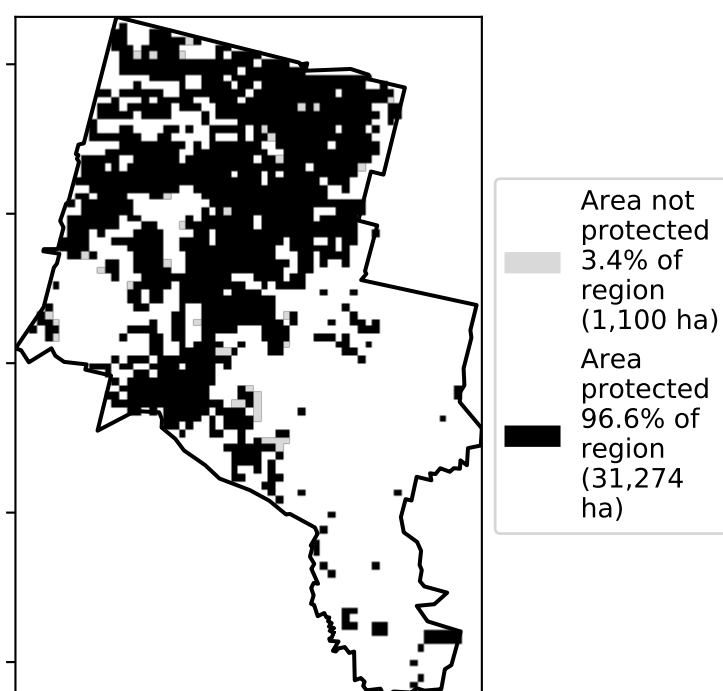 Area not
protected
3.4% of
region
(1,100 ha)
Area
protected
96.6% of
region
(31,274
ha)